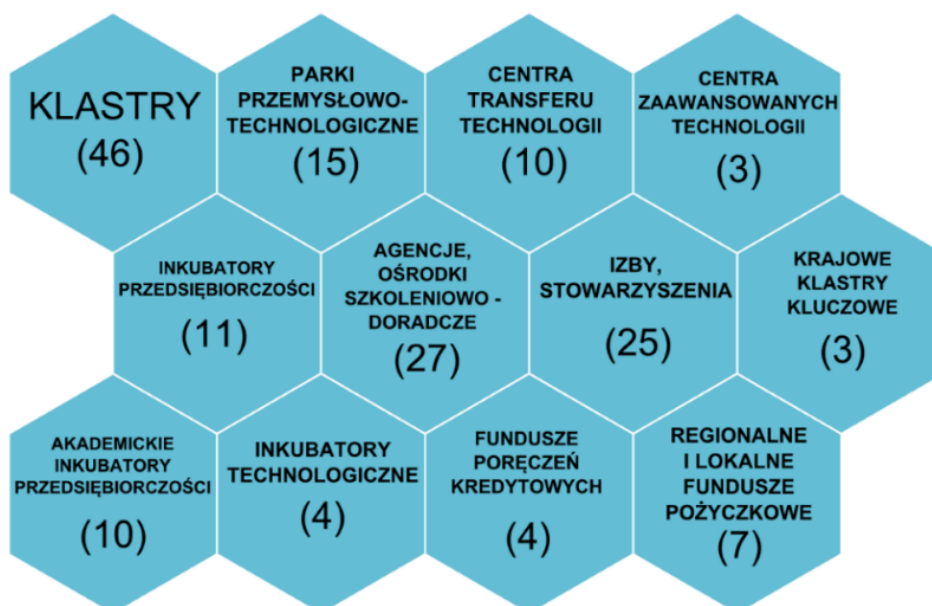 KLASTRY
(46)
PARKI
PRZEMYSŁOWO-
TECHNOLOGICZNE
(15)
CENTRA
TRANSFERU
TECHNOLOGII
(10)
CENTRA
ZAAWANSOWANYCH
TECHNOLOGII
(3)
INKUBATORY
PRZEDSIĘBIORCZOŚCI
(11)
AGENCJE,
OŚRODKI
SZKOLENIOWO -
DORADCZE
(27)
IZBY,
STOWARZYSZENIA
(25)
KRAJOWE
KLASTRY
KLUCZOWE
(3)
AKADEMICKIE
INKUBATORY
PRZEDSIĘBIORCZOŚCI
(10)
INKUBATORY
TECHNOLOGICZNE
(4)
FUNDUSZE
PORĘCZEŃ
KREDYTOWYCH
(4)
REGIONALNE
I LOKALNE
FUNDUSZE
POŻYCZKOWE
(7)